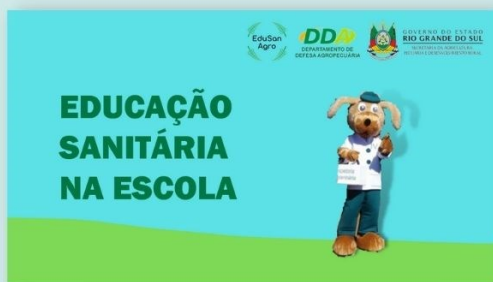 EduSan
Agro
DDA
DEPARTAMENTO DE
DEFESA AGROPECUÁRIA
GOVERNO DO ESTADO
RIO GRANDE DO SUL
EDUCAÇÃO
SANITÁRIA
NA ESCOLA